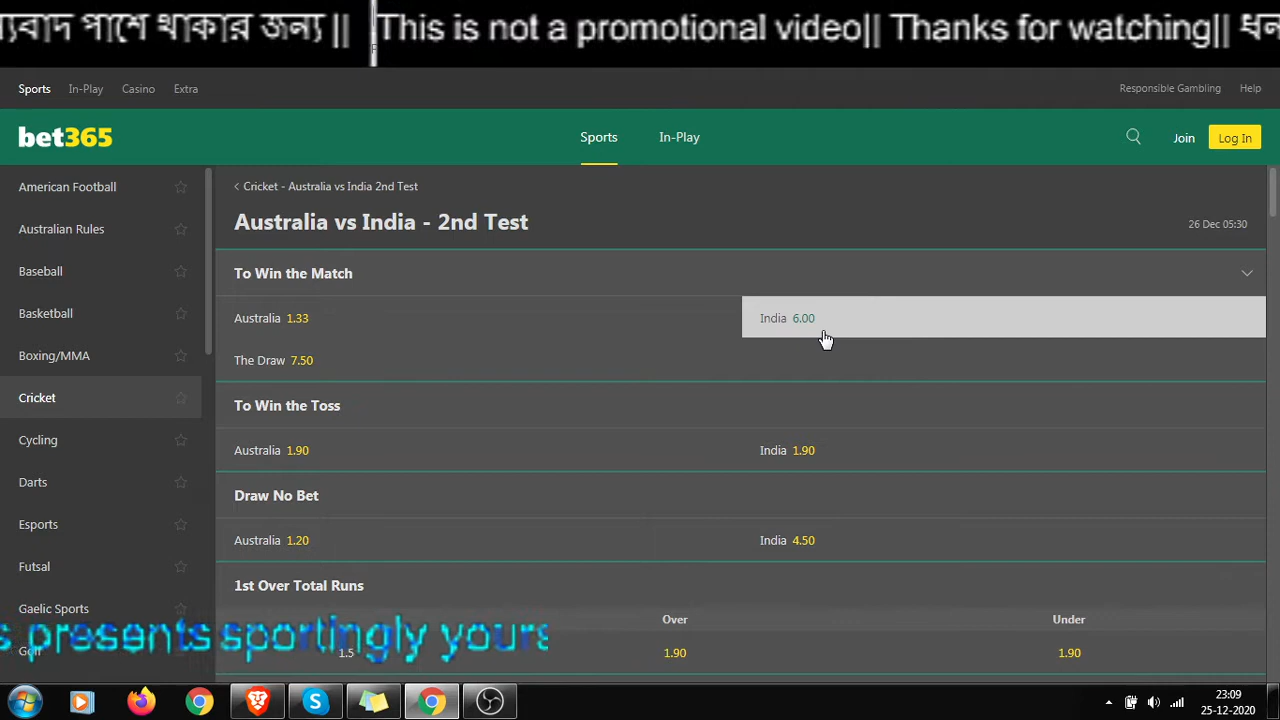 বাদ পাশে থাকার জন্য || This is not a promotional video|| Thanks for watching||
Sports In-Play Casino Extra Responsible Gambling Help
bet365 Sports In-Play Join Log In
American Football
Australian Rules
Baseball
Basketball
Boxing/MMA
Cricket
Cycling
Darts
Esports
Futsal
Gaelic Sports
Cricket - Australia vs India 2nd Test
Australia vs India - 2nd Test 26 Dec 05:30
To Win the Match
Australia 1.33 India 6.00
The Draw 7.50
To Win the Toss
Australia 1.90 India 1.90
Draw No Bet
Australia 1.20 India 4.50
1st Over Total Runs
Over Under
s presents sportingly yours
Golf 1.5 1.90 1.90
23:09
25-12-2020